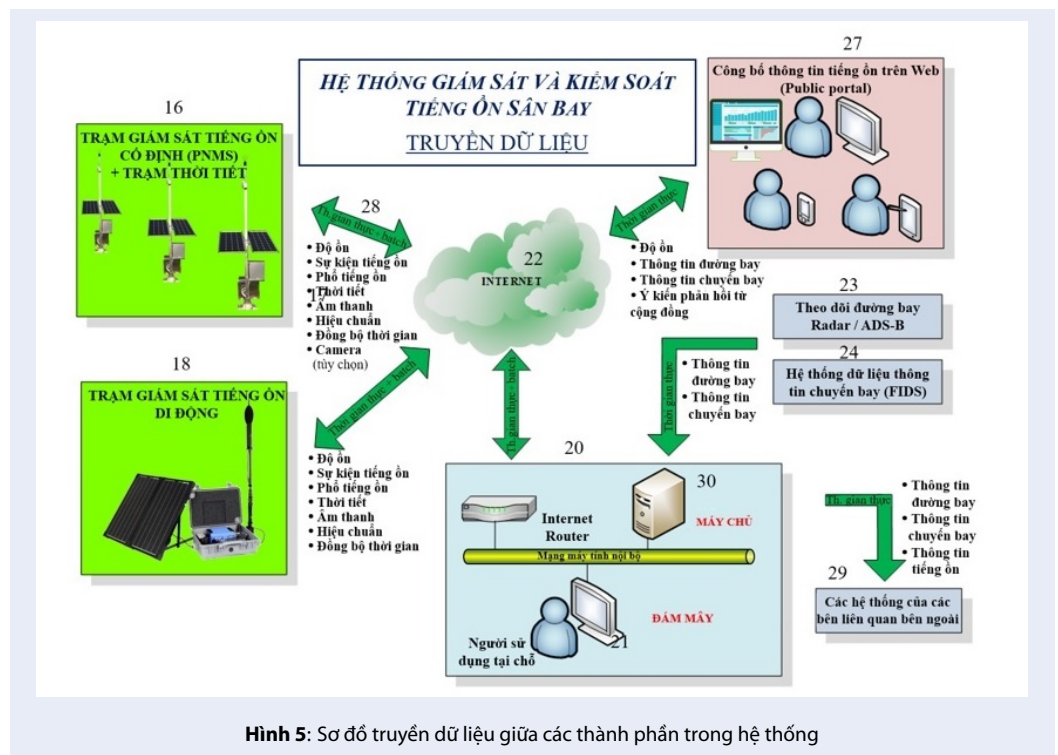 HỆ THỐNG GIÁM SÁT VÀ KIỂM SOÁT
TIẾNG ỒN SÂN BAY
TRUYỀN DỮ LIỆU
16
TRẠM GIÁM SÁT TIẾNG ỒN
CỐ ĐỊNH (PNMS)
+ TRẠM THỜI TIẾT
27
Công bố thông tin tiếng ồn trên Web
(Public portal)
28
Th.gian thực + batch
• Độ ồn
• Sự kiện tiếng ồn
• Phổ tiếng ồn
• Thời tiết
17
• Âm thanh
• Hiệu chuẩn
• Đồng bộ thời gian
• Camera
(tùy chọn)
22
INTERNET
Thời gian thực
• Độ ồn
• Thông tin đường bay
• Thông tin chuyến bay
• Ý kiến phản hồi từ
cộng đồng
23
Theo dõi đường bay
Radar / ADS-B
24
Hệ thống dữ liệu thông
tin chuyến bay (FIDS)
Thời gian thực
• Thông tin
đường bay
• Thông tin
chuyến bay
18
TRẠM GIÁM SÁT TIẾNG ỒN
DI ĐỘNG
Thời gian thực + batch
• Độ ồn
• Sự kiện tiếng ồn
• Phổ tiếng ồn
• Thời tiết
• Âm thanh
• Hiệu chuẩn
• Đồng bộ thời gian
Th.gian thực + batch
20
30
Internet
Router
MÁY CHỦ
Mạng máy tính nội bộ
ĐÁM MÂY
21
Người sử
dụng tại chỗ
Th. gian thực
• Thông tin
đường bay
• Thông tin
chuyến bay
• Thông tin
tiếng ồn
29
Các hệ thống của các
bên liên quan bên ngoài
Hình 5: Sơ đồ truyền dữ liệu giữa các thành phần trong hệ thống